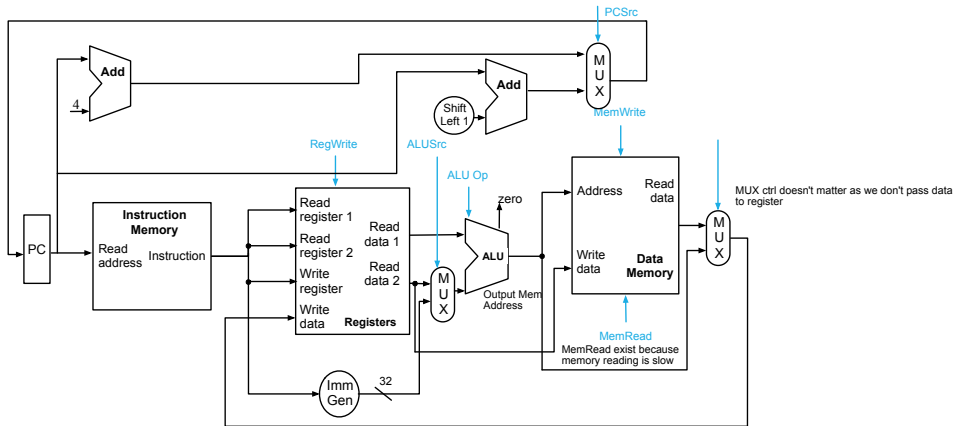 PCSrc
M
U
X
Add
Add
4
Shift
Left 1
MemWrite
RegWrite
ALUSrc
ALU Op
zero
Instruction
Memory
PC
Read
address
Instruction
Read
register 1
Read
register 2
Write
register
Write
data
Read
data 1
Read
data 2
Registers
M
U
X
ALU
Output Mem
Address
Address
Read
data
Write
data
Data
Memory
M
U
X
MUX ctrl doesn't matter as we don't pass data
to register
MemRead
MemRead exist because
memory reading is slow
Imm
Gen
32